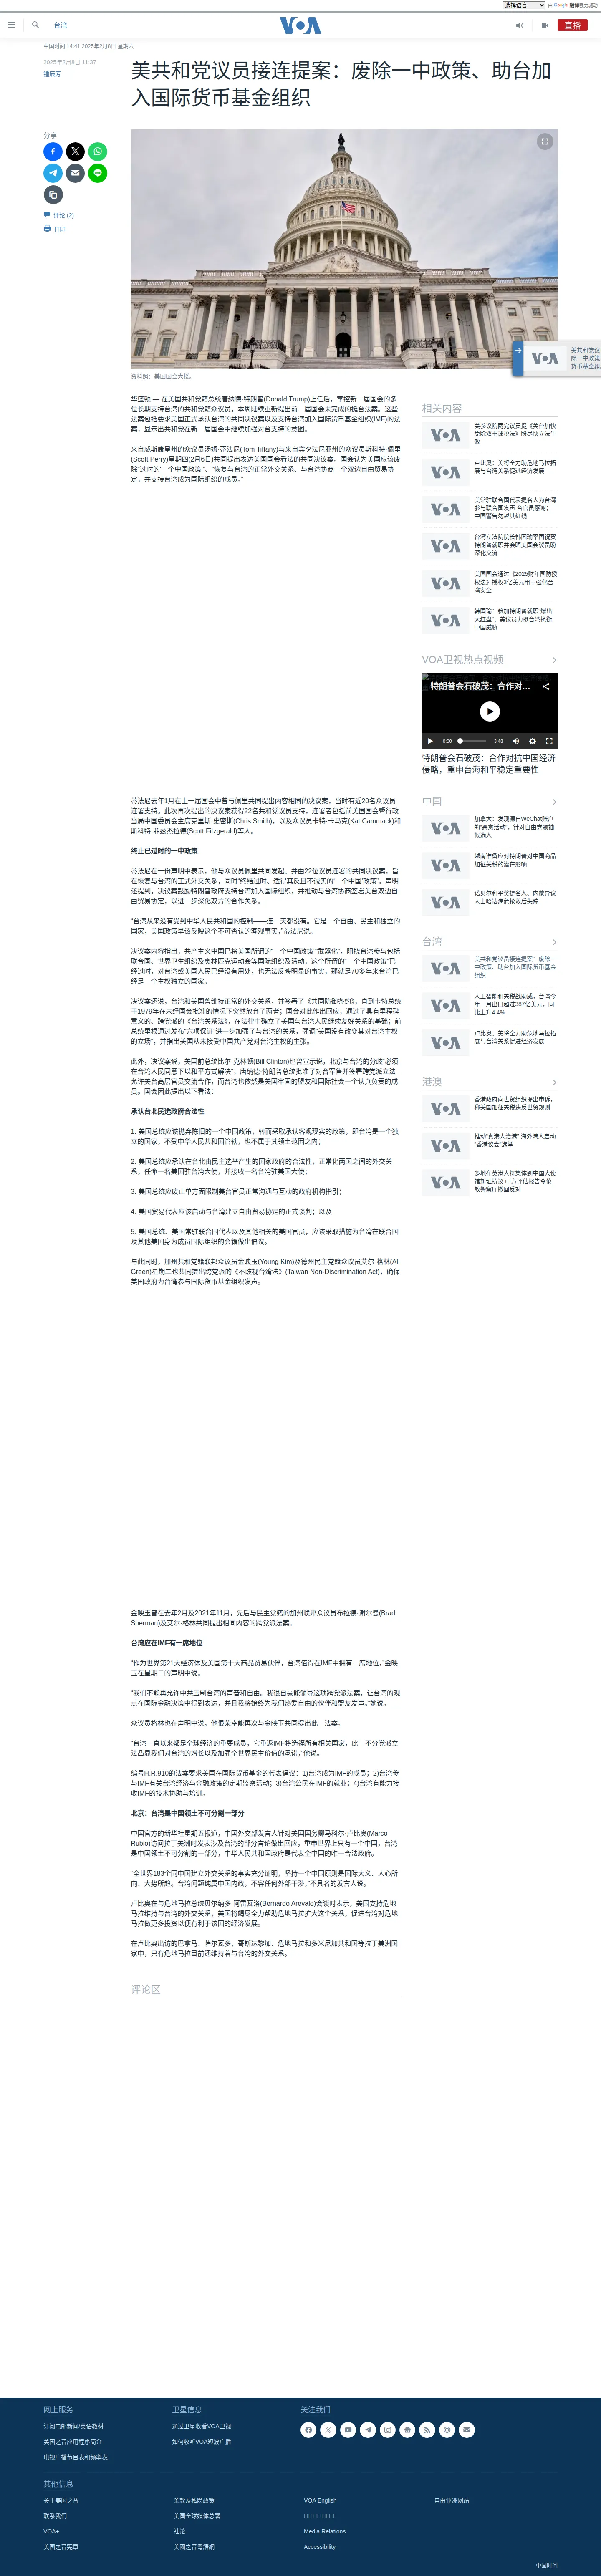 选择语言
由 Google 翻译强力驱动
台湾
VOA
直播
中国时间 14:41 2025年2月8日 星期六
2025年2月8日 11:37
锺辰芳
美共和党议员接连提案：废除一中政策、助台加
入国际货币基金组织
分享
评论 (2)
打印
资料照：美国国会大楼。
美共和党议
除一中政策
货币基金组
华盛顿 — 在美国共和党籍总统唐纳德·特朗普(Donald Trump)上任后，掌控新一届国会的多
位长期支持台湾的共和党籍众议员，本周陆续重新提出前一届国会未完成的挺台法案。这些
法案包括要求美国正式承认台湾的共同决议案以及支持台湾加入国际货币基金组织(IMF)的法
案，显示出共和党在新一届国会中继续加强对台支持的意图。
来自威斯康星州的众议员汤姆·蒂法尼(Tom Tiffany)与来自宾夕法尼亚州的众议员斯科特·佩里
(Scott Perry)星期四(2月6日)共同提出表达美国国会看法的共同决议案。国会认为美国应该废
除“过时的‘一个中国政策’”、“恢复与台湾的正常外交关系、与台湾协商一个双边自由贸易协
定，并支持台湾成为国际组织的成员。”
蒂法尼去年1月在上一届国会中曾与佩里共同提出内容相同的决议案，当时有近20名众议员
连署支持。此次再次提出的决议案获得22名共和党众议员支持，连署者包括前美国国会暨行政
当局中国委员会主席克里斯·史密斯(Chris Smith)，以及众议员卡特·卡马克(Kat Cammack)和
斯科特·菲兹杰拉德(Scott Fitzgerald)等人。
终止已过时的一中政策
蒂法尼在一份声明中表示，他与众议员佩里共同发起、并由22位议员连署的共同决议案，旨
在恢复与台湾的正式外交关系，同时“终结过时、适得其反且不诚实的‘一个中国’政策”。声明
还提到，决议案鼓励特朗普政府支持台湾加入国际组织，并推动与台湾协商签署美台双边自
由贸易协定，以进一步深化双方的合作关系。
“台湾从来没有受到中华人民共和国的控制——连一天都没有。它是一个自由、民主和独立的
国家，美国政策早该反映这个不可否认的客观事实，”蒂法尼说。
决议案内容指出，共产主义中国已将美国所谓的“一个中国政策”“武器化”，阻挠台湾参与包括
联合国、世界卫生组织及奥林匹克运动会等国际组织及活动，这个所谓的“一个中国政策”已
经过时，对台湾或美国人民已经没有用处，也无法反映明显的事实，那就是70多年来台湾已
经是一个主权独立的国家。
决议案还说，台湾和美国曾维持正常的外交关系，并签署了《共同防御条约》，直到卡特总统
于1979年在未经国会批准的情况下突然放弃了两者；国会对此作出回应，通过了具有里程碑
意义的、跨党派的《台湾关系法》，在法律中确立了美国与台湾人民继续友好关系的基础；前
总统里根通过发布“六项保证”进一步加强了与台湾的关系，强调“美国没有改变其对台湾主权
的立场”，并指出美国从未接受中国共产党对台湾主权的主张。
此外，决议案说，美国前总统比尔·克林顿(Bill Clinton)也曾宣示说，北京与台湾的分歧“必须
在台湾人民同意下以和平方式解决”；唐纳德·特朗普总统批准了对台军售并签署跨党派立法
允许美台高层官员交流合作，而台湾也依然是美国牢固的盟友和国际社会一个认真负责的成
员。国会因此提出以下看法：
承认台北民选政府合法性
1. 美国总统应该抛弃陈旧的一个中国政策，转而采取承认客观现实的政策，即台湾是一个独
立的国家，不受中华人民共和国管辖，也不属于其领土范围之内；
2. 美国总统应承认在台北由民主选举产生的国家政府的合法性，正常化两国之间的外交关
系，任命一名美国驻台湾大使，并接收一名台湾驻美国大使；
3. 美国总统应废止单方面限制美台官员正常沟通与互动的政府机构指引；
4. 美国贸易代表应该启动与台湾建立自由贸易协定的正式谈判；以及
5. 美国总统、美国常驻联合国代表以及其他相关的美国官员，应该采取措施为台湾在联合国
及其他美国身为成员国际组织的会籍做出倡议。
与此同时，加州共和党籍联邦众议员金映玉(Young Kim)及德州民主党籍众议员艾尔·格林(Al
Green)星期二也共同提出跨党派的《不歧视台湾法》(Taiwan Non-Discrimination Act)，确保
美国政府为台湾参与国际货币基金组织发声。
金映玉曾在去年2月及2021年11月，先后与民主党籍的加州联邦众议员布拉德·谢尔曼(Brad
Sherman)及艾尔·格林共同提出相同内容的跨党派法案。
台湾应在IMF有一席地位
“作为世界第21大经济体及美国第十大商品贸易伙伴，台湾值得在IMF中拥有一席地位，”金映
玉在星期二的声明中说。
“我们不能再允许中共压制台湾的声音和自由。我很自豪能领导这项跨党派法案，让台湾的观
点在国际金融决策中得到表达，并且我将始终为我们热爱自由的伙伴和盟友发声。”她说。
众议员格林也在声明中说，他很荣幸能再次与金映玉共同提出此一法案。
“台湾一直以来都是全球经济的重要成员，它重返IMF将造福所有相关国家，此一不分党派立
法凸显我们对台湾的增长以及加强全世界民主价值的承诺，”他说。
编号H.R.910的法案要求美国在国际货币基金的代表倡议：1)台湾成为IMF的成员；2)台湾参
与IMF有关台湾经济与金融政策的定期监察活动；3)台湾公民在IMF的就业；4)台湾有能力接
收IMF的技术协助与培训。
北京：台湾是中国领土不可分割一部分
中国官方的新华社星期五报道，中国外交部发言人针对美国国务卿马科尔·卢比奥(Marco
Rubio)访问拉丁美洲时发表涉及台湾的部分言论做出回应，重申世界上只有一个中国，台湾
是中国领土不可分割的一部分，中华人民共和国政府是代表全中国的唯一合法政府。
“全世界183个同中国建立外交关系的事实充分证明，坚持一个中国原则是国际大义、人心所
向、大势所趋。台湾问题纯属中国内政，不容任何外部干涉，”不具名的发言人说。
卢比奥在与危地马拉总统贝尔纳多·阿雷瓦洛(Bernardo Arevalo)会谈时表示，美国支持危地
马拉维持与台湾的外交关系，美国将竭尽全力帮助危地马拉扩大这个关系，促进台湾对危地
马拉做更多投资以便有利于该国的经济发展。
在卢比奥出访的巴拿马、萨尔瓦多、哥斯达黎加、危地马拉和多米尼加共和国等拉丁美洲国
家中，只有危地马拉目前还维持着与台湾的外交关系。
评论区
相关内容
美参议院两党议员提《美台加快
免除双重课税法》盼尽快立法生
效
卢比奥：美将全力助危地马拉拓
展与台湾关系促进经济发展
美常驻联合国代表提名人为台湾
参与联合国发声 台官员感谢；
中国警告勿越其红线
台湾立法院院长韩国瑜率团祝贺
特朗普就职并会晤美国会议员盼
深化交流
美国国会通过《2025财年国防授
权法》授权3亿美元用于强化台
湾安全
韩国瑜：参加特朗普就职“爆出
大红盘”；美议员力挺台湾抗衡
中国威胁
VOA卫视热点视频
特朗普会石破茂：合作对…
0:00
3:48
特朗普会石破茂：合作对抗中国经济
侵略，重申台海和平稳定重要性
中国
加拿大：发现源自WeChat账户
的“恶意活动”，针对自由党领袖
候选人
越南准备应对特朗普对中国商品
加征关税的潜在影响
诺贝尔和平奖提名人、内蒙异议
人士哈达病危抢救后失踪
台湾
美共和党议员接连提案：废除一
中政策、助台加入国际货币基金
组织
人工智能和关税战助威，台湾今
年一月出口超过387亿美元，同
比上升4.4%
卢比奥：美将全力助危地马拉拓
展与台湾关系促进经济发展
港澳
香港政府向世贸组织提出申诉，
称美国加征关税违反世贸规则
推动“真港人治港” 海外港人启动
“香港议会”选举
多地在英港人将集体到中国大使
馆新址抗议 中方评估报告令伦
敦警察厅撤回反对
网上服务
订阅电邮新闻/英语教材
美国之音应用程序简介
电视广播节目表和频率表
卫星信息
通过卫星收看VOA卫视
如何收听VOA短波广播
关注我们
其他信息
关于美国之音
联系我们
VOA+
美国之音宪章
条款及私隐政策
美国全球媒体总署
社论
美國之音粵語網
VOA English
Media Relations
Accessibility
自由亚洲网站
中国时间